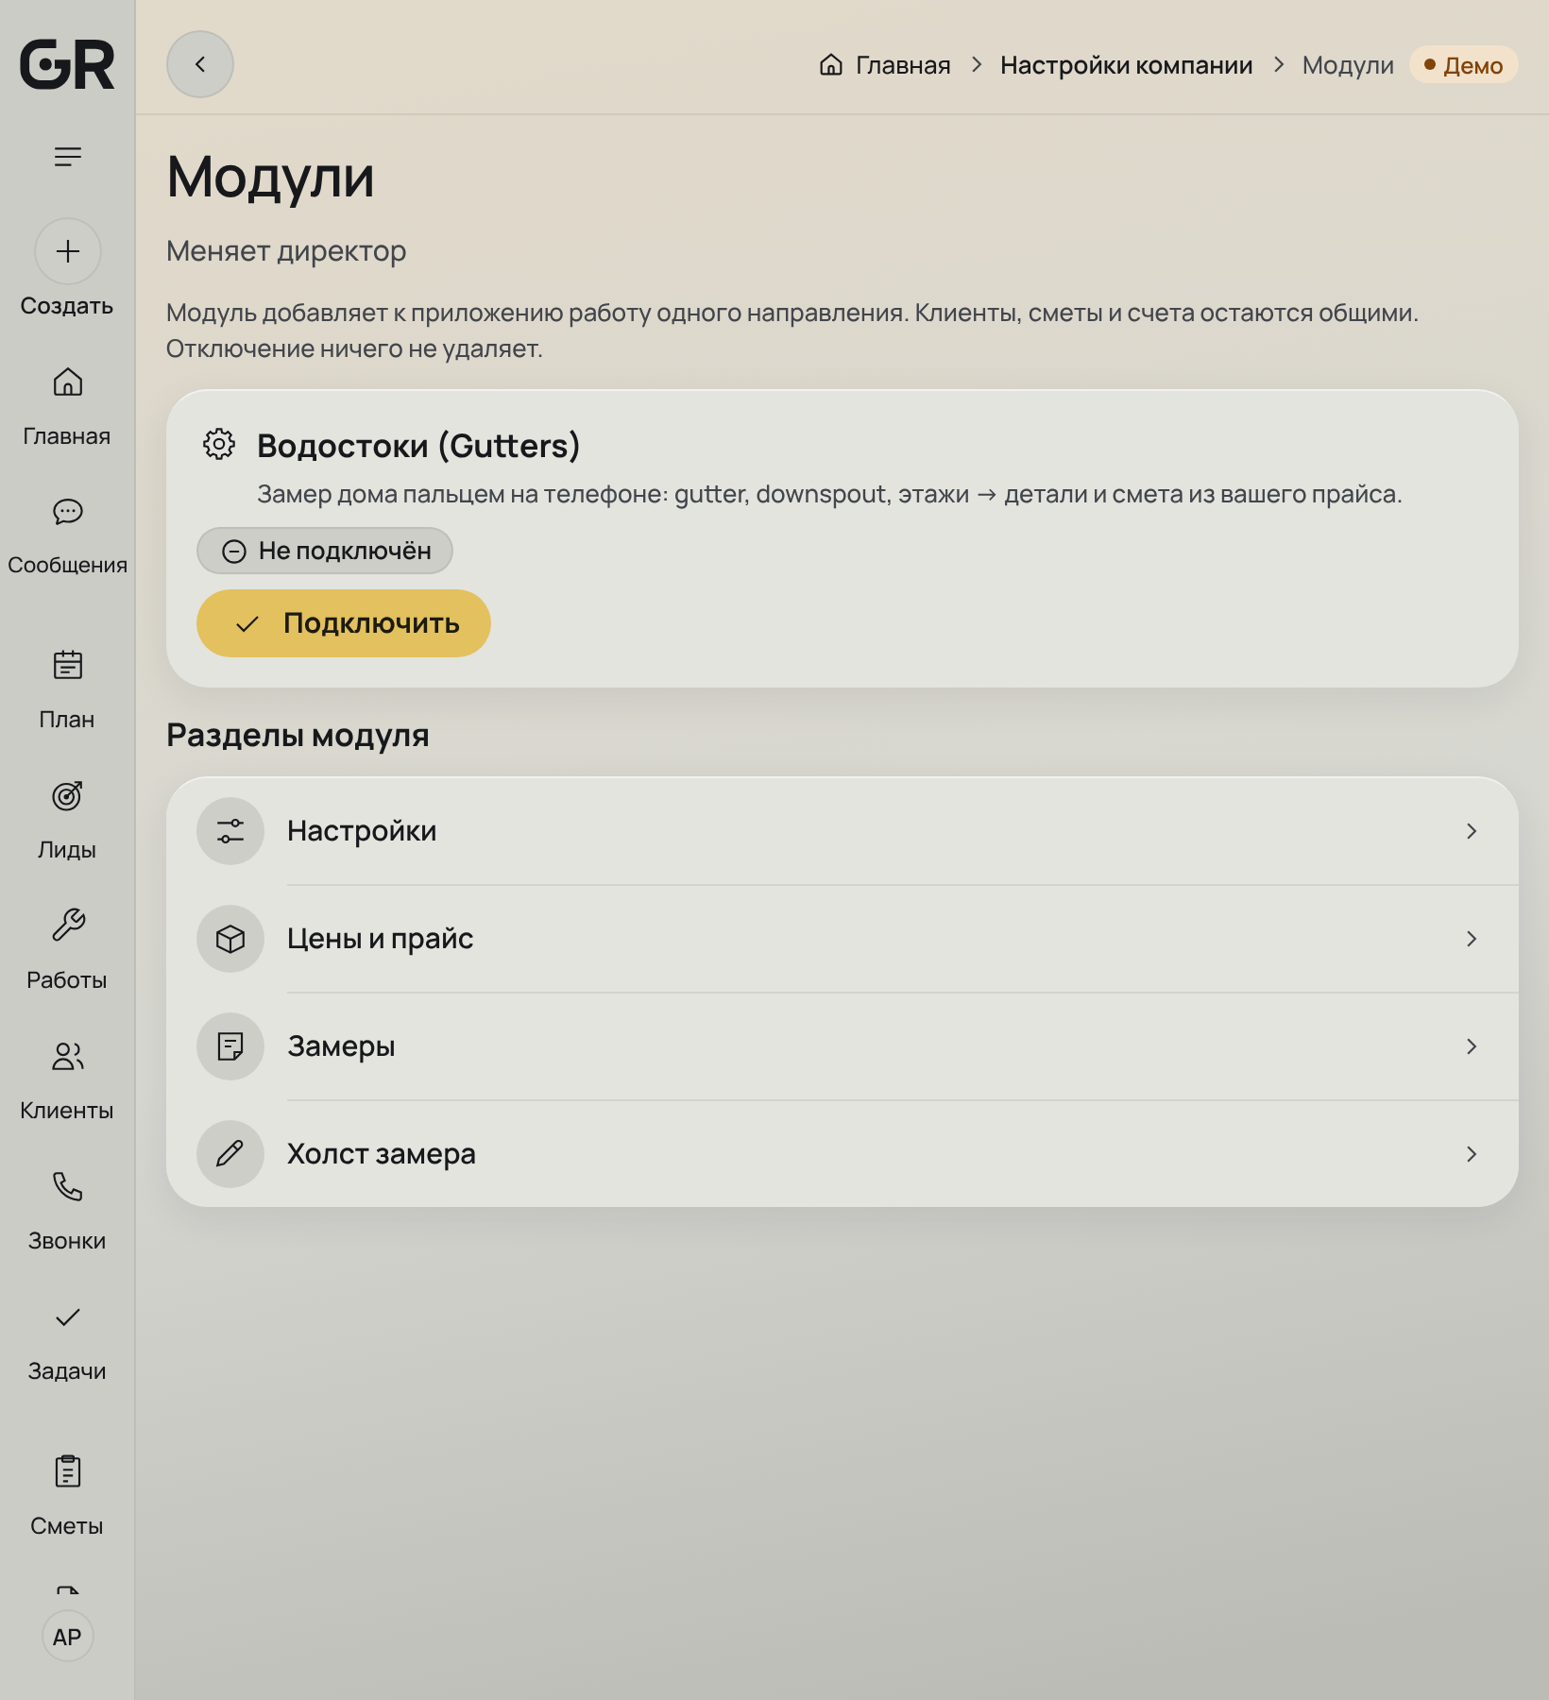 GR
Главная
Настройки компании
Модули
Демо
Создать
Главная
Сообщения
План
Лиды
Работы
Клиенты
Звонки
Задачи
Сметы
AP
Модули
Меняет директор
Модуль добавляет к приложению работу одного направления. Клиенты, сметы и счета остаются общими.
Отключение ничего не удаляет.
Водостоки (Gutters)
Замер дома пальцем на телефоне: gutter, downspout, этажи → детали и смета из вашего прайса.
Не подключён
Подключить
Разделы модуля
Настройки
Цены и прайс
Замеры
Холст замера